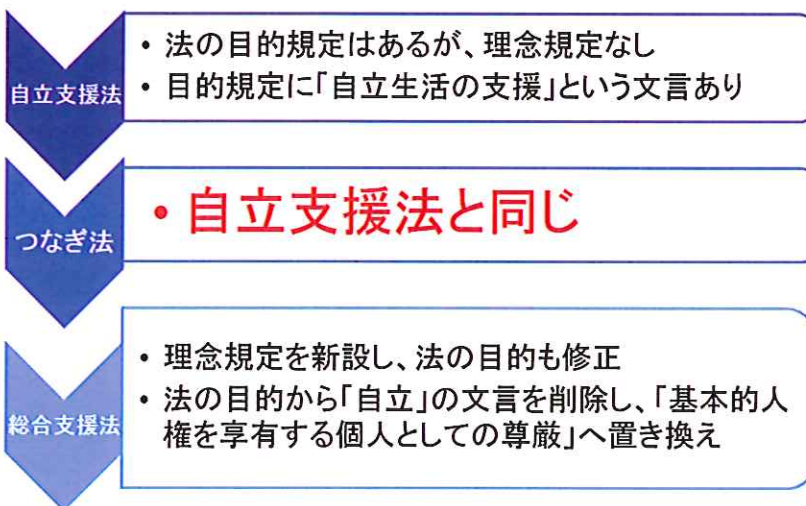 自立支援法
• 法の目的規定はあるが、理念規定なし
• 目的規定に「自立生活の支援」という文言あり
つなぎ法
• 自立支援法と同じ
総合支援法
• 理念規定を新設し、法の目的も修正
• 法の目的から「自立」の文言を削除し、「基本的人
権を享有する個人としての尊厳」へ置き換え